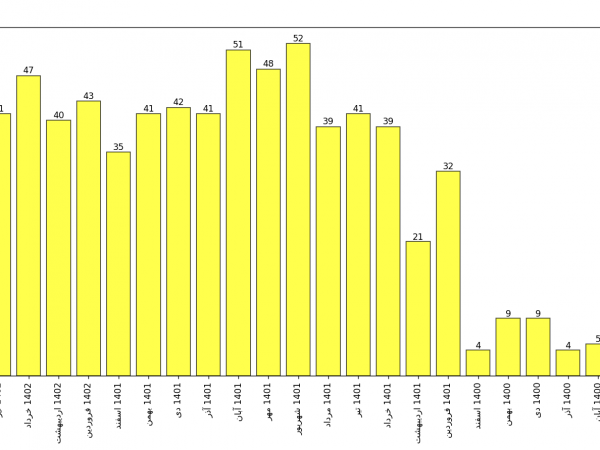 47
40
43
35
41
42
41
51
48
52
39
41
39
21
32
4
9
9
4
5
خرداد 1402
اردیبهشت 1402
فروردین 1402
اسفند 1401
بهمن 1401
دی 1401
آذر 1401
آبان 1401
مهر 1401
شهریور 1401
مرداد 1401
تیر 1401
خرداد 1401
اردیبهشت 1401
فروردین 1401
اسفند 1400
بهمن 1400
دی 1400
آذر 1400
آبان 1400